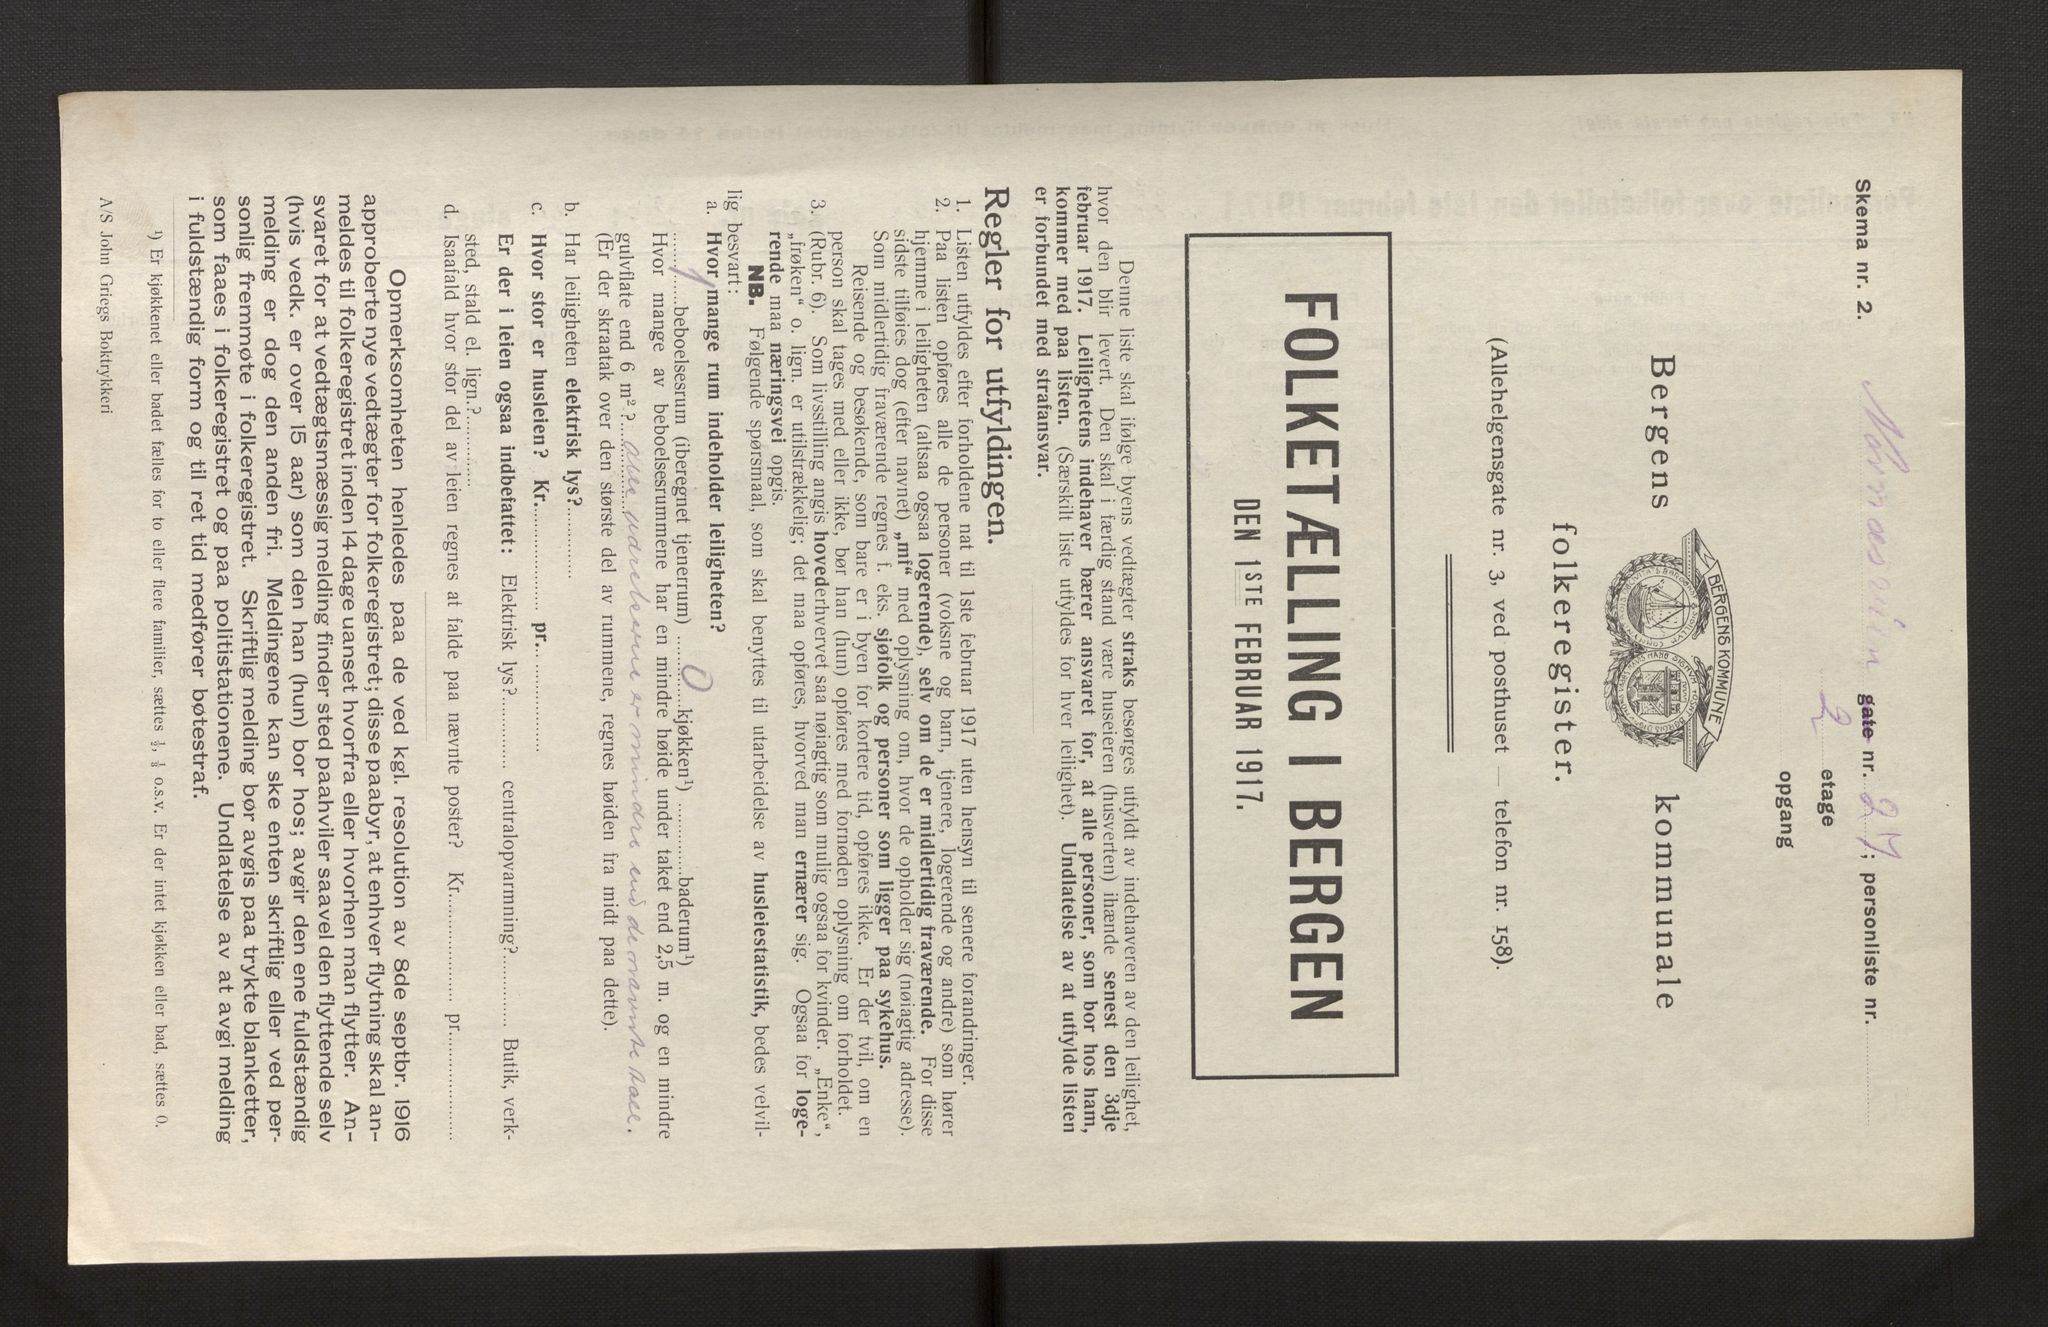 Skema nr. 2. gate nr. 27; personliste nr.
2 etage
opgang
Bergens kommunale
BERGENS KOMMUNE
folkeregister.
(Allehelgensgate nr. 3, ved posthuset — telefon nr. 158).
FOLKETÆLLING I BERGEN
DEN 1STE FEBRUAR 1917.
Denne liste skal ifølge byens vedtægter straks besørges utfyldt av indehaveren av den leilighet,
hvor den blir levert. Den skal i færdig stand være huseieren (husverten) ihænde senest den 3dje
februar 1917. Leilighetens indehaver bærer ansvaret for, at alle personer, som bor hos ham,
kommer med paa listen. (Særskilt liste utfyldes for hver leilighet). Undlatelse av at utfylde listen
er forbundet med strafansvar.
Regler for utfyldingen.
1. Listen utfyldes efter forholdene nat til 1ste februar 1917 uten hensyn til senere forandringer.
2. Paa listen opføres alle de personer (voksne og barn, tjenere, logerende og andre) som hører
hjemme i leiligheten (altsaa ogsaa logerende), selv om de er midlertidig fraværende. For disse
sidste tilføies dog (efter navnet) „mf“ med oplysning om, hvor de opholder sig (nøiagtig adresse).
Som midlertidig fraværende regnes f. eks. sjøfolk og personer som ligger paa sykehus.
Reisende og besøkende, som bare er i byen for kortere tid, opføres ikke. Er der tvil, om en
person skal tages med eller ikke, bør han (hun) opføres med fornøden oplysning om forholdet.
3. (Rubr. 6). Som livsstilling angis hovederhvervet saa nøiagtig som mulig ogsaa for kvinder. „Enke“,
„frøken“ o. lign. er utilstrækkelig; det maa opføres, hvorved man ernærer sig. Ogsaa for loge-
rende maa næringsvei opgis.
NB. Følgende spørsmaal, som skal benyttes til utarbeidelse av husleiestatistik, bedes velvil-
lig besvart:
a. Hvor mange rum indeholder leiligheten?
1 beboelsesrum (iberegnet tjenerrum) 0 kjøkken¹) baderum¹)
Hvor mange av beboelsesrummene har en mindre høide under taket end 2,5 m. og en mindre
gulvflate end 6 m²? er mindre end de nævnte
(Er der skraatak over den største del av rummene, regnes høiden fra midt paa dette).
b. Har leiligheten elektrisk lys?
c. Hvor stor er husleien? Kr. pr.
Er der i leien ogsaa indbefattet: Elektrisk lys? centralopvarmning? Butik, verk-
sted, stald el. lign.?
d. Isaafald hvor stor del av leien regnes at falde paa nævnte poster? Kr. pr.
Opmerksomheten henledes paa de ved kgl. resolution av 8de septbr. 1916
approberte nye vedtægter for folkeregistret; disse paabyr, at enhver flytning skal an-
meldes til folkeregistret inden 14 dage uanset hvorfra eller hvorhen man flytter. An-
svaret for at vedtægtsmæssig melding finder sted paahviler saavel den flyttende selv
(hvis vedk. er over 15 aar) som den han (hun) bor hos; avgir den ene fuldstændig
melding er dog den anden fri. Meldingene kan ske enten skriftlig eller ved per-
sonlig fremmøte i folkeregistret. Skriftlig melding bør avgis paa trykte blanketter,
som faaes i folkeregistret og paa politistationene. Undlatelse av at avgi melding
i fuldstændig form og til ret tid medfører bøtestraf.
¹) Er kjøkkenet eller badet fælles for to eller flere familier, sættes ½, ⅓ o.s.v. Er der intet kjøkken eller bad, sættes 0.
A/S John Griegs Boktrykkeri